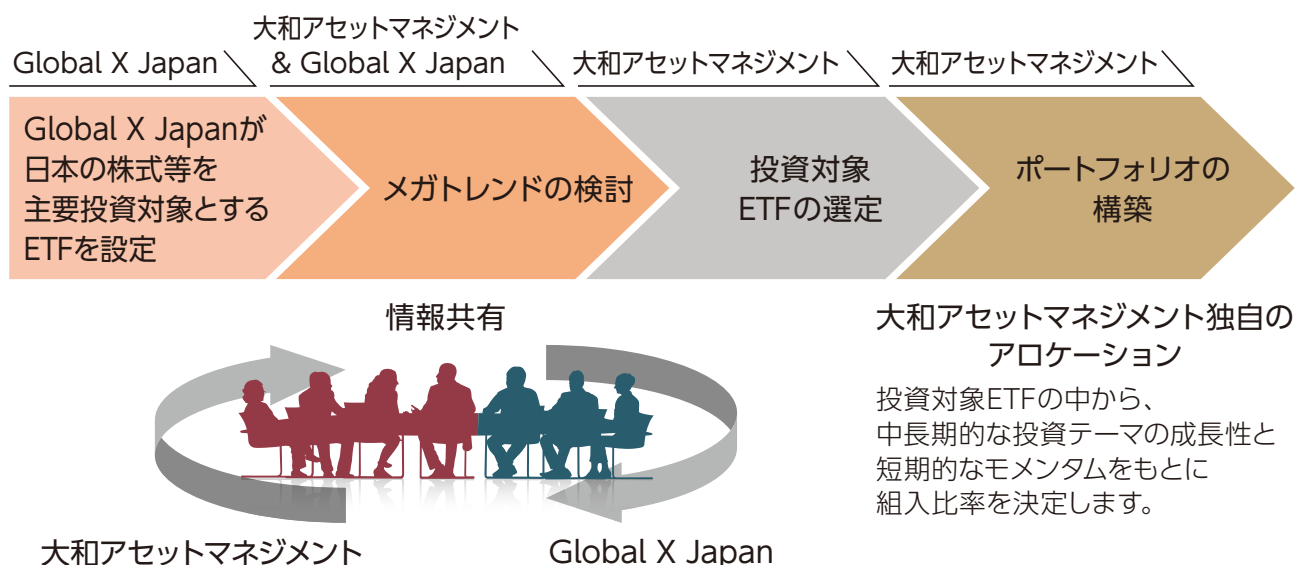 Global X Japan
大和アセットマネジメント
& Global X Japan
大和アセットマネジメント
大和アセットマネジメント
Global X Japanが
日本の株式等を
主要投資対象とする
ETFを設定
メガトレンドの検討
投資対象
ETFの選定
ポートフォリオの
構築
情報共有
大和アセットマネジメント
Global X Japan
大和アセットマネジメント独自の
アロケーション
投資対象ETFの中から、
中長期的な投資テーマの成長性と
短期的なモメンタムをもとに
組入比率を決定します。